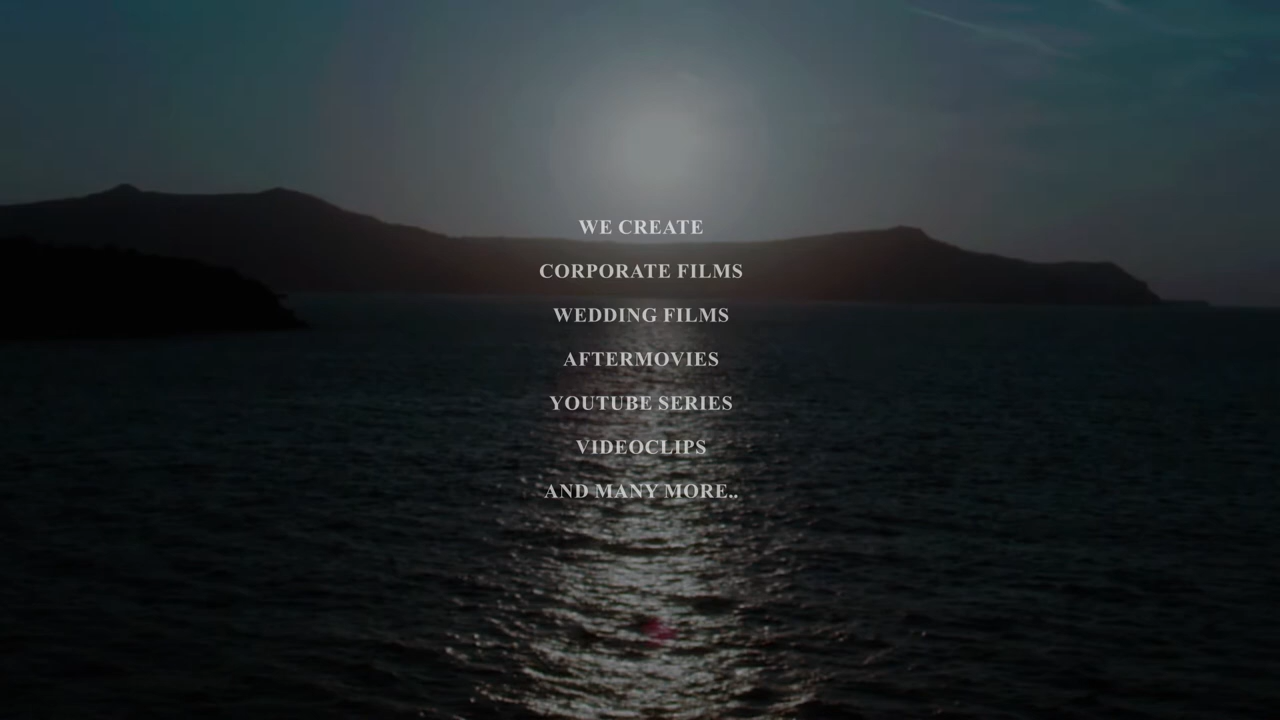 WE CREATE
CORPORATE FILMS
WEDDING FILMS
AFTERMOVIES
YOUTUBE SERIES
VIDEOCLIPS
AND MANY MORE..